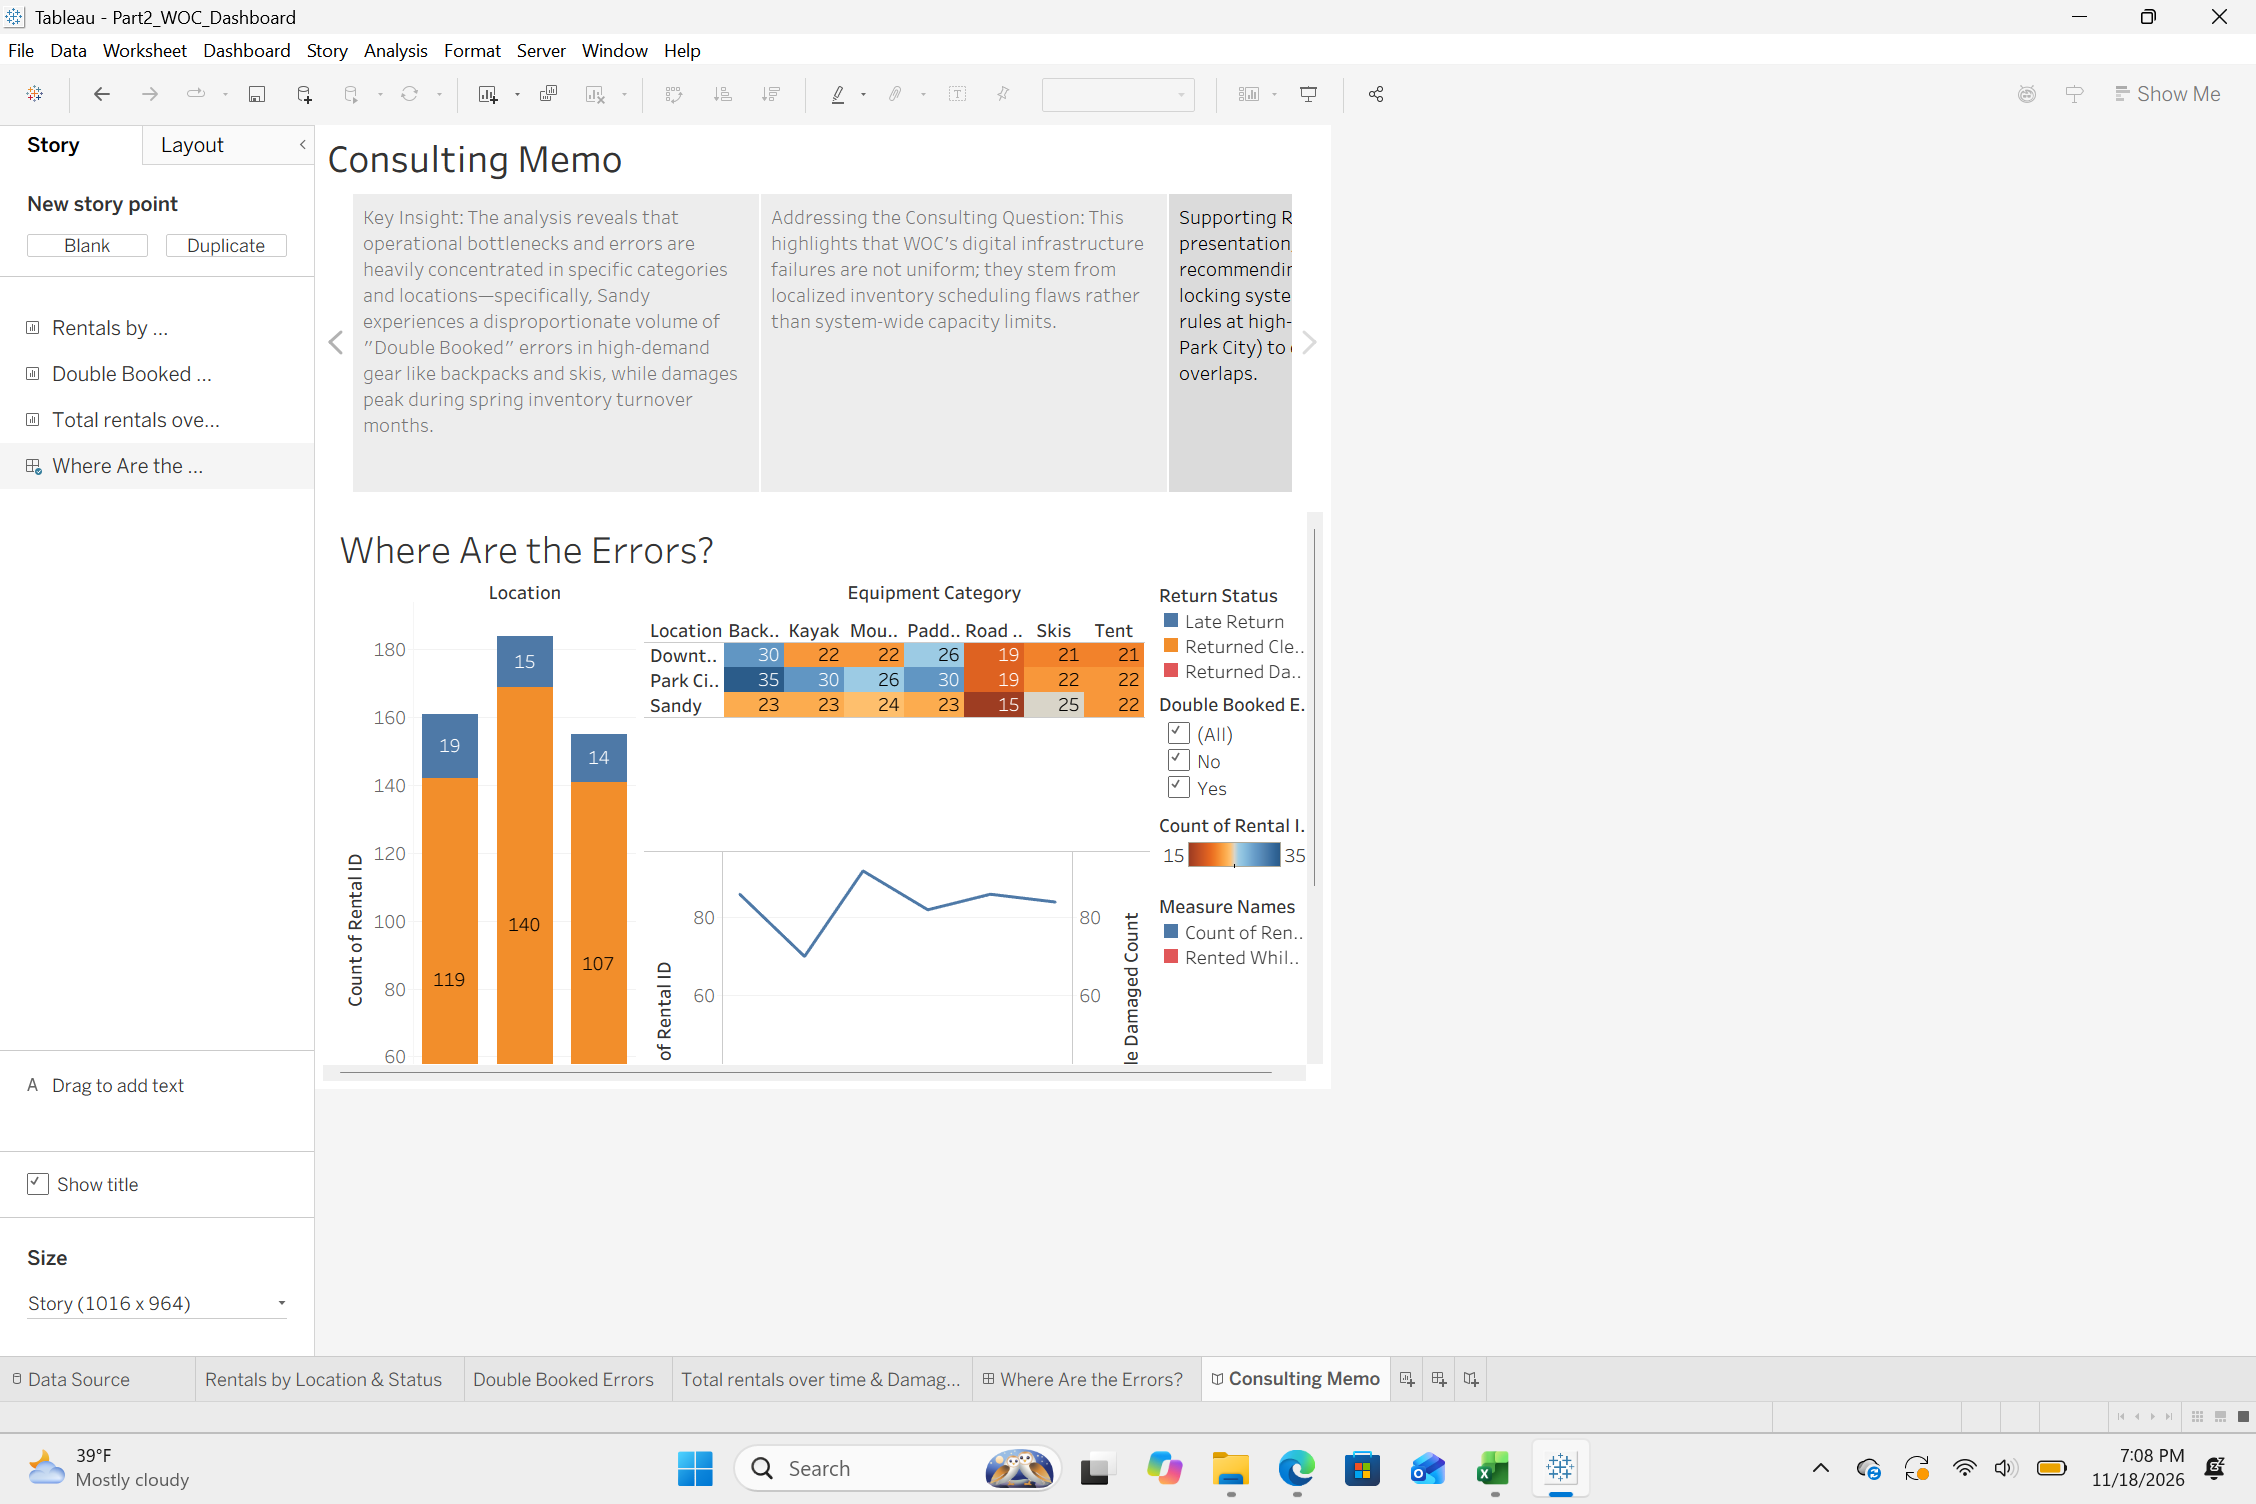 Tableau - Part2_WOC_Dashboard
File Data Worksheet Dashboard Story Analysis Format Server Window Help
Show Me
Story Layout
New story point
Blank Duplicate
Rentals by ...
Double Booked ...
Total rentals ove...
Where Are the ...
A Drag to add text
Show title
Size
Story (1016 x 964)
Consulting Memo
Key Insight: The analysis reveals that
operational bottlenecks and errors are
heavily concentrated in specific categories
and locations—specifically, Sandy
experiences a disproportionate volume of
"Double Booked" errors in high-demand
gear like backpacks and skis, while damages
peak during spring inventory turnover
months.
Addressing the Consulting Question: This
highlights that WOC's digital infrastructure
failures are not uniform; they stem from
localized inventory scheduling flaws rather
than system-wide capacity limits.
Supporting R
presentation
recommendin
locking syste
rules at high-
Park City) to
overlaps.
Where Are the Errors?
Location
180
160
140
120
100
80
60
Count of Rental ID
19
119
15
140
14
107
Equipment Category
Location Back.. Kayak Mou.. Padd.. Road .. Skis Tent
Downt.. 30 22 22 26 19 21 21
Park Ci.. 35 30 26 30 19 22 22
Sandy 23 23 24 23 15 25 22
80
60
of Rental ID
80
60
le Damaged Count
Return Status
Late Return
Returned Cle..
Returned Da..
Double Booked E.
(All)
No
Yes
Count of Rental I.
15 35
Measure Names
Count of Ren..
Rented Whil..
Data Source Rentals by Location & Status Double Booked Errors Total rentals over time & Damag... Where Are the Errors? Consulting Memo
39°F
Mostly cloudy
Search
7:08 PM
11/18/2026